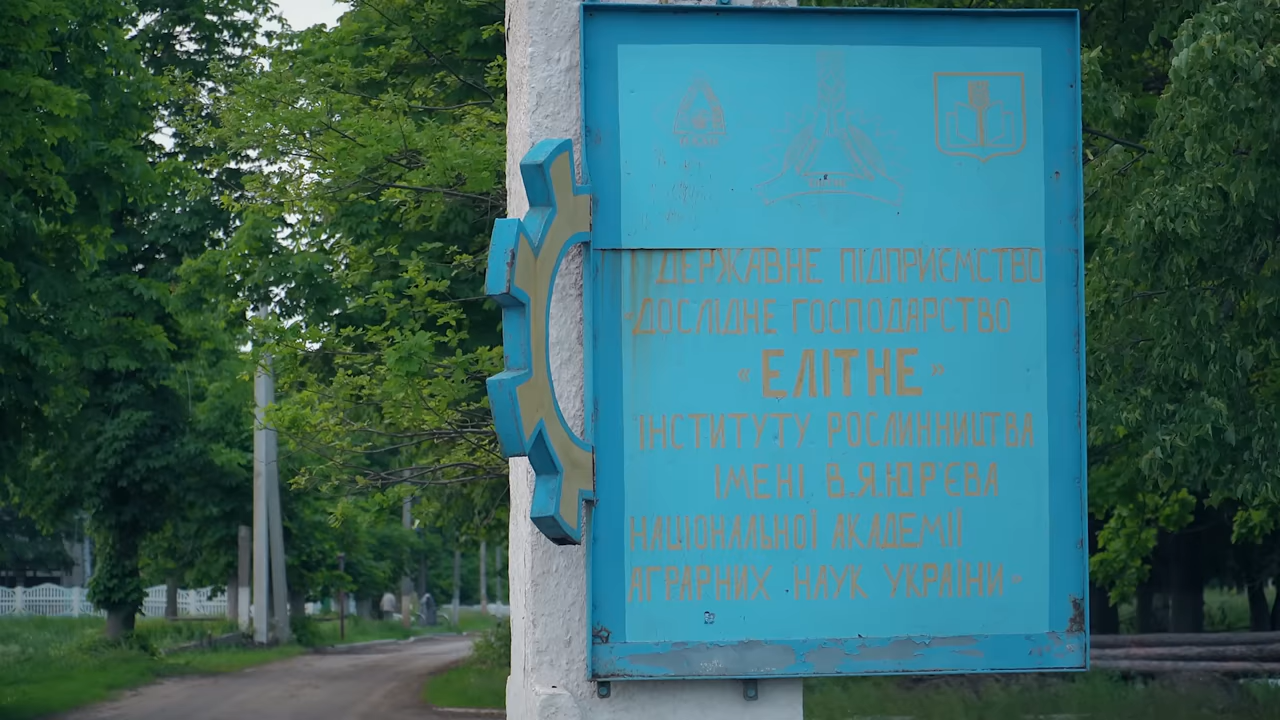 ДЕРЖАВНЕ ПІДПРИЄМСТВО
«ДОСЛІДНЕ ГОСПОДАРСТВО
«ЕЛІТНЕ»
ІНСТИТУТУ РОСЛИННИЦТВА
ІМЕНІ В.Я.ЮР'ЄВА
НАЦІОНАЛЬНОЇ АКАДЕМІЇ
АГРАРНИХ НАУК УКРАЇНИ»